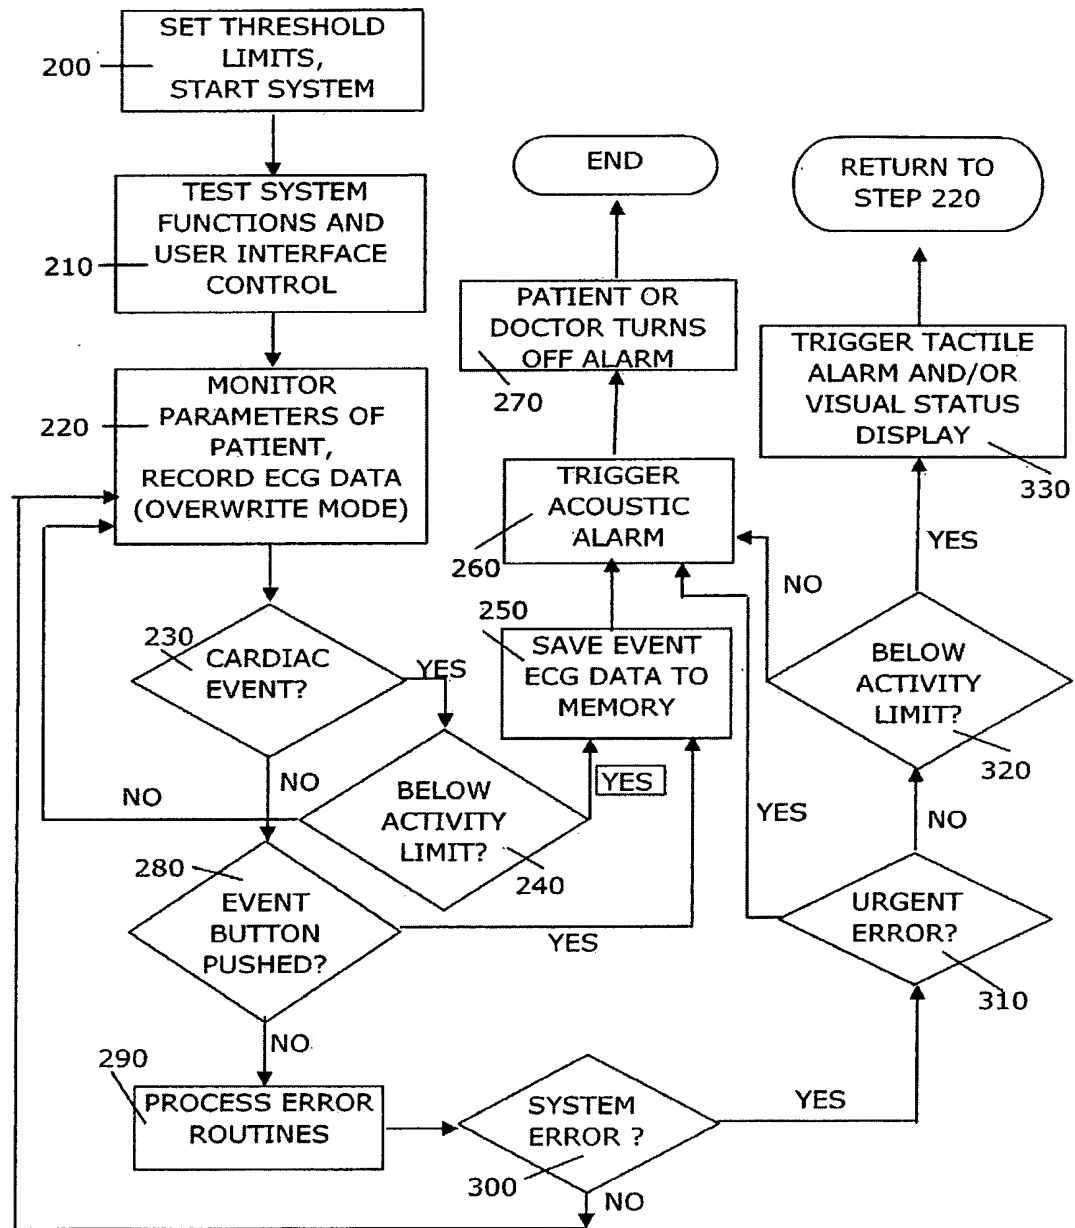 SET THRESHOLD
LIMITS,
START SYSTEM
200
TEST SYSTEM
FUNCTIONS AND
USER INTERFACE
CONTROL
210
MONITOR
PARAMETERS OF
PATIENT,
RECORD ECG DATA
(OVERWRITE MODE)
220
230
CARDIAC
EVENT?
YES
NO
NO
BELOW
ACTIVITY
LIMIT?
240
YES
280
EVENT
BUTTON
PUSHED?
YES
NO
290
PROCESS ERROR
ROUTINES
SYSTEM
ERROR ?
300
YES
NO
END
PATIENT OR
DOCTOR TURNS
OFF ALARM
270
TRIGGER
ACOUSTIC
ALARM
260
250
SAVE EVENT
ECG DATA TO
MEMORY
RETURN TO
STEP 220
TRIGGER TACTILE
ALARM AND/OR
VISUAL STATUS
DISPLAY
330
YES
NO
BELOW
ACTIVITY
LIMIT?
320
YES
NO
URGENT
ERROR?
310